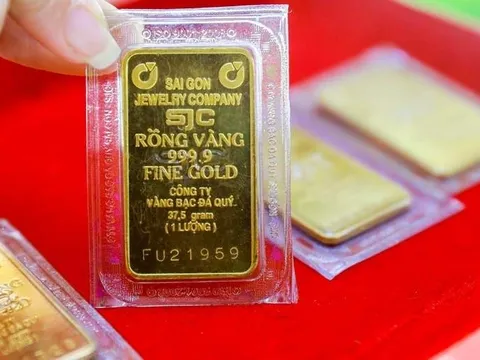 SAI GON
JEWELRY COMPANY
SJC
RỒNG VÀNG
999.9
FINE GOLD
CÔNG TY
VÀNG BẠC ĐÁ QUÝ
37,5 gram
(1 LƯỢNG)
FU21959